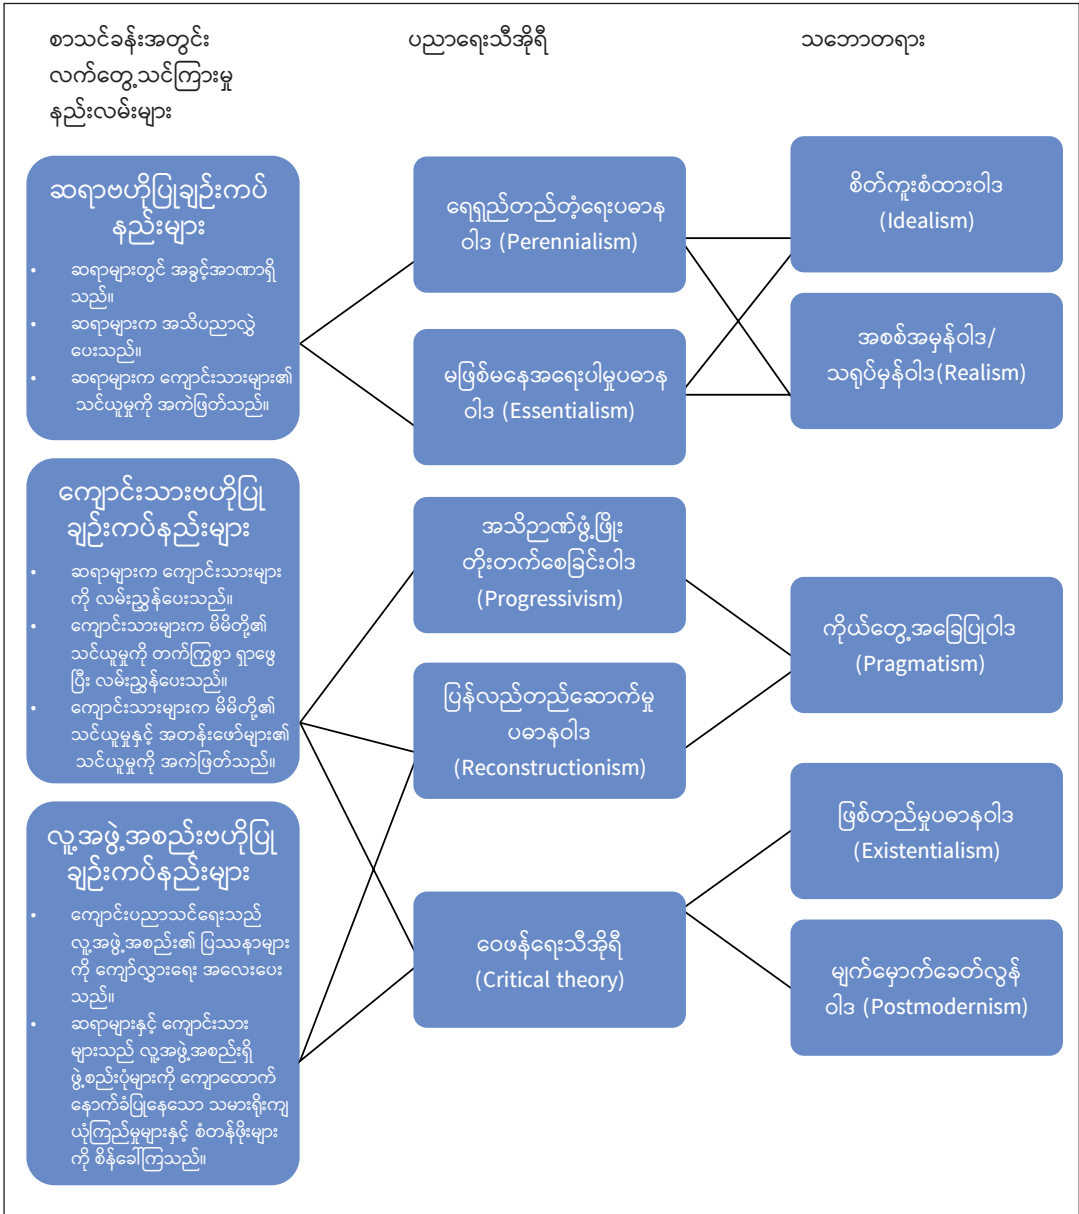 စာသင်ခန်းအတွင်း
လက်တွေ့သင်ကြားမှု
နည်းလမ်းများ
ပညာရေးသီအိုရီ
သဘောတရား
ဆရာဗဟိုပြုချဉ်းကပ်
နည်းများ
• ဆရာများတွင် အခွင့်အာဏာရှိ
သည်။
• ဆရာများက အသိပညာလွှဲ
ပေးသည်။
• ဆရာများက ကျောင်းသားများ၏
သင်ယူမှုကို အကဲဖြတ်သည်။
ကျောင်းသားဗဟိုပြု
ချဉ်းကပ်နည်းများ
• ဆရာများက ကျောင်းသားများ
ကို လမ်းညွှန်ပေးသည်။
• ကျောင်းသားများက မိမိတို့၏
သင်ယူမှုကို တက်ကြွစွာ ရှာဖွေ
ပြီး လမ်းညွှန်ပေးသည်။
• ကျောင်းသားများက မိမိတို့၏
သင်ယူမှုနှင့် အတန်းဖော်များ၏
သင်ယူမှုကို အကဲဖြတ်သည်။
လူ့အဖွဲ့အစည်းဗဟိုပြု
ချဉ်းကပ်နည်းများ
• ကျောင်းပညာသင်ရေးသည်
လူ့အဖွဲ့အစည်း၏ ပြဿနာများ
ကို ကျော်လွှားရေး အလေးပေး
သည်။
• ဆရာများနှင့် ကျောင်းသား
များသည် လူ့အဖွဲ့အစည်းရှိ
ဖွဲ့စည်းပုံများကို ကျောထောက်
နောက်ခံပြုနေသော သမားရိုးကျ
ယုံကြည်မှုများနှင့် စံတန်ဖိုးများ
ကို စိန်ခေါ်ကြသည်။
ရေရှည်တည်တံ့ရေးပဓာန
ဝါဒ (Perennialism)
မဖြစ်မနေအရေးပါမှုပဓာန
ဝါဒ (Essentialism)
အသိဉာဏ်ဖွံ့ဖြိုး
တိုးတက်စေခြင်းဝါဒ
(Progressivism)
ပြန်လည်တည်ဆောက်မှု
ပဓာနဝါဒ
(Reconstructionism)
ဝေဖန်ရေးသီအိုရီ
(Critical theory)
စိတ်ကူးစံထားဝါဒ
(Idealism)
အစစ်အမှန်ဝါဒ/
သရုပ်မှန်ဝါဒ(Realism)
ကိုယ်တွေ့အခြေပြုဝါဒ
(Pragmatism)
ဖြစ်တည်မှုပဓာနဝါဒ
(Existentialism)
မျက်မှောက်ခေတ်လွန်
ဝါဒ (Postmodernism)